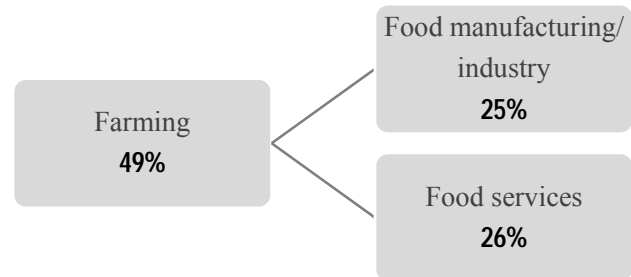 Farming
49%
Food manufacturing/
industry
25%
Food services
26%